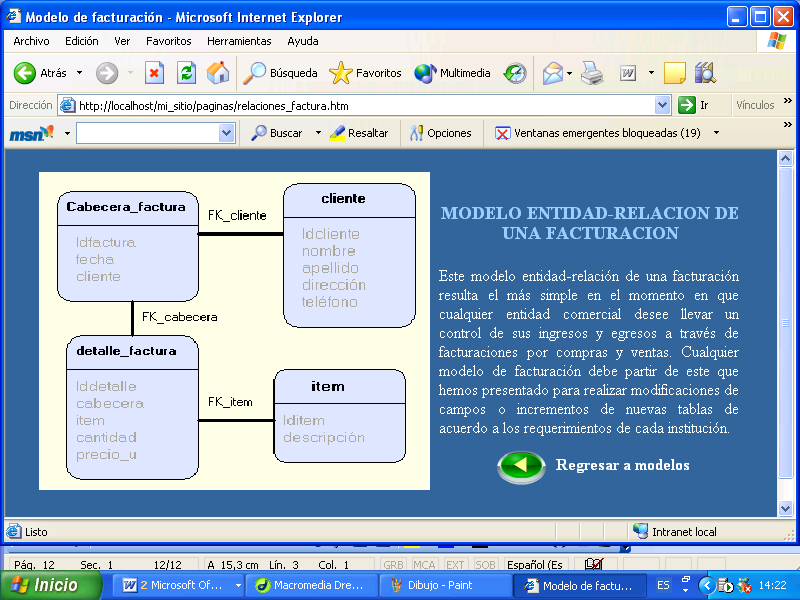 Modelo de facturación - Microsoft Internet Explorer
Archivo Edición Ver Favoritos Herramientas Ayuda
Atrás Búsqueda Favoritos Multimedia
Dirección http://localhost/mi_sitio/paginas/relaciones_factura.htm Ir Vínculos »
msn Buscar Resaltar Opciones Ventanas emergentes bloqueadas (19) »
Cabecera_factura
Idfactura
fecha
cliente
FK_cliente
cliente
Idcliente
nombre
apellido
dirección
teléfono
FK_cabecera
detalle_factura
Iddetalle
cabecera
item
cantidad
precio_u
FK_item
item
Iditem
descripción
MODELO ENTIDAD-RELACION DE
UNA FACTURACION
Este modelo entidad-relación de una facturación
resulta el más simple en el momento en que
cualquier entidad comercial desee llevar un
control de sus ingresos y egresos a través de
facturaciones por compras y ventas. Cualquier
modelo de facturación debe partir de este que
hemos presentado para realizar modificaciones de
campos o incrementos de nuevas tablas de
acuerdo a los requerimientos de cada institución.
Regresar a modelos
Listo Intranet local
Pág. 12 Sec. 1 12/12 A 15,3 cm Lín. 3 Col. 1 GRB MCA EXT SOB Español (Es
Inicio 2 Microsoft Of... Macromedia Dre... Dibujo - Paint Modelo de factu... ES 14:22